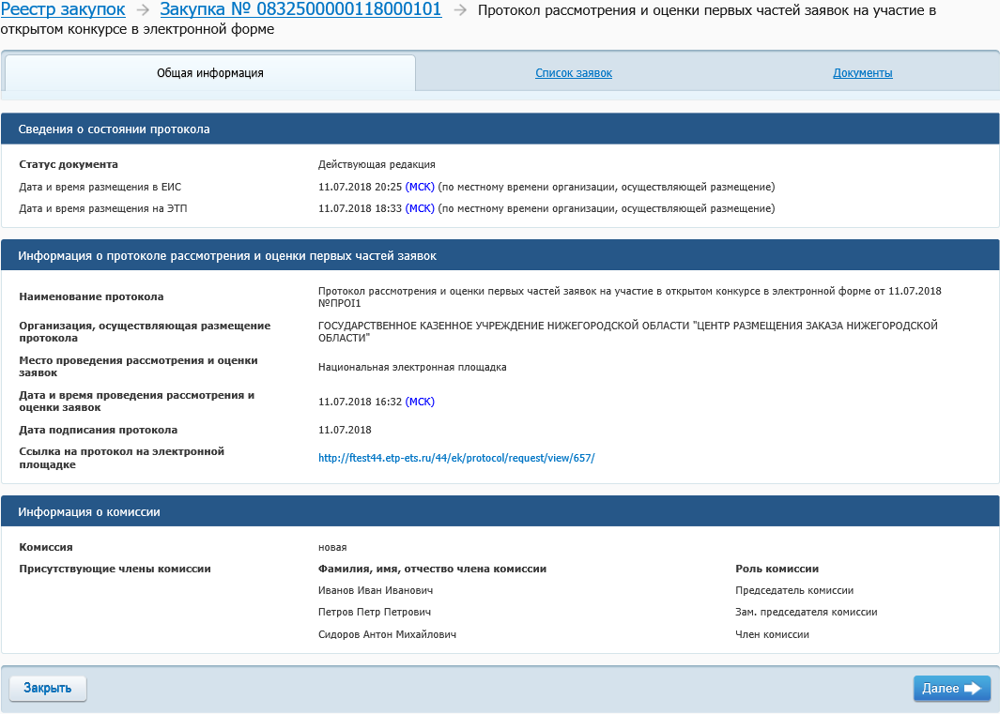 Реестр закупок → Закупка № 0832500000118000101 → Протокол рассмотрения и оценки первых частей заявок на участие в
открытом конкурсе в электронной форме
Общая информация Список заявок Документы
Сведения о состоянии протокола
Статус документа Действующая редакция
Дата и время размещения в ЕИС 11.07.2018 20:25 (МСК) (по местному времени организации, осуществляющей размещение)
Дата и время размещения на ЭТП 11.07.2018 18:33 (МСК) (по местному времени организации, осуществляющей размещение)
Информация о протоколе рассмотрения и оценки первых частей заявок
Наименование протокола
Протокол рассмотрения и оценки первых частей заявок на участие в открытом конкурсе в электронной форме от 11.07.2018
№ПРОI1
Организация, осуществляющая размещение
протокола
ГОСУДАРСТВЕННОЕ КАЗЕННОЕ УЧРЕЖДЕНИЕ НИЖЕГОРОДСКОЙ ОБЛАСТИ "ЦЕНТР РАЗМЕЩЕНИЯ ЗАКАЗА НИЖЕГОРОДСКОЙ
ОБЛАСТИ"
Место проведения рассмотрения и оценки
заявок
Национальная электронная площадка
Дата и время проведения рассмотрения и
оценки заявок
11.07.2018 16:32 (МСК)
Дата подписания протокола 11.07.2018
Ссылка на протокол на электронной
площадке
http://ftest44.etp-ets.ru/44/ek/protocol/request/view/657/
Информация о комиссии
Комиссия новая
Присутствующие члены комиссии Фамилия, имя, отчество члена комиссии Роль комиссии
Иванов Иван Иванович Председатель комиссии
Петров Петр Петрович Зам. председателя комиссии
Сидоров Антон Михайлович Член комиссии
Закрыть Далее